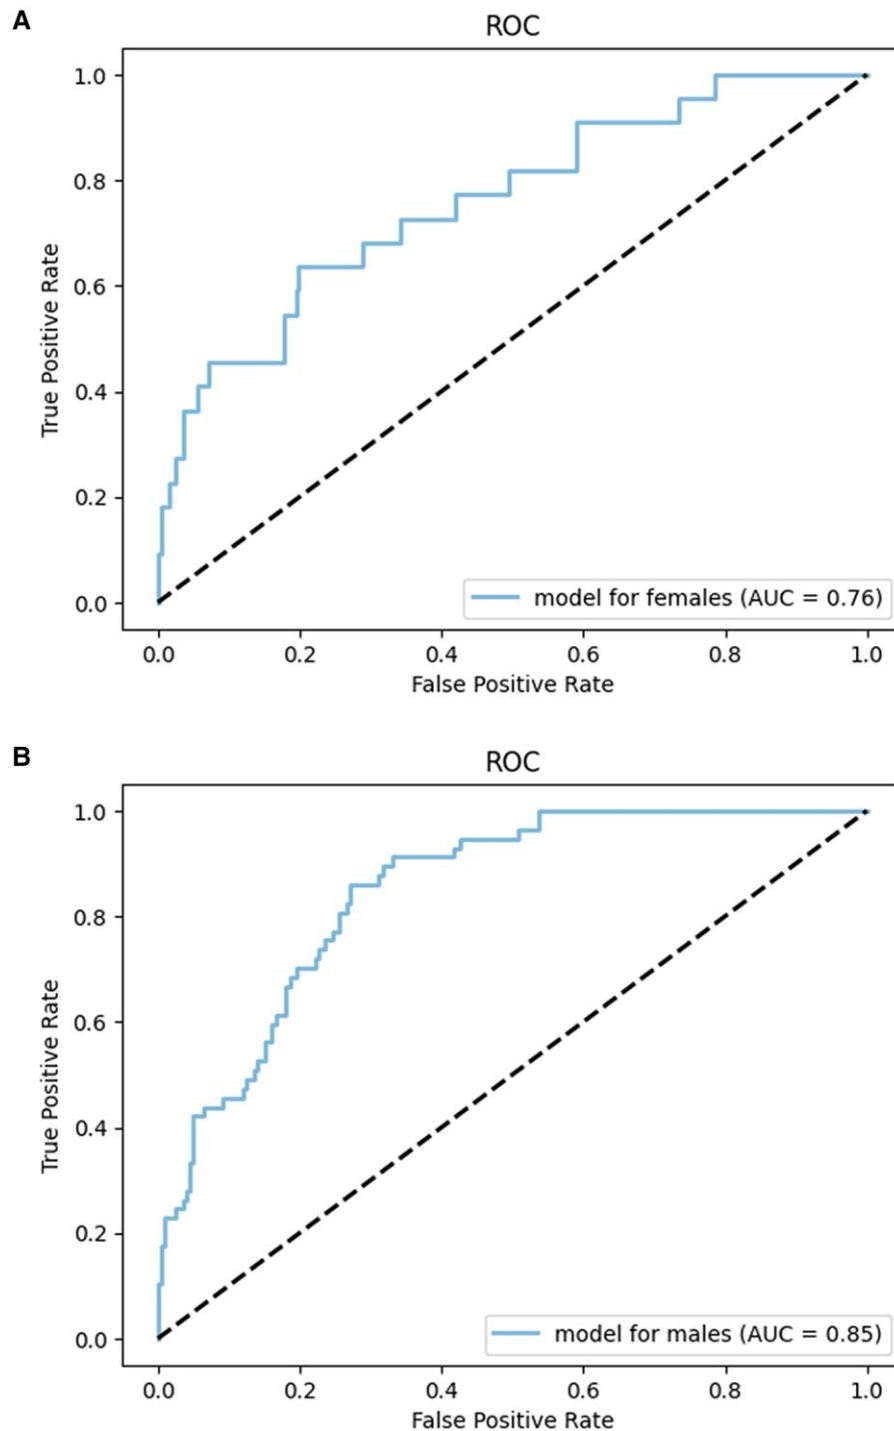 A
ROC
1.0
0.8
0.6
0.4
0.2
0.0
True Positive Rate
model for females (AUC = 0.76)
0.0 0.2 0.4 0.6 0.8 1.0
False Positive Rate
B
ROC
1.0
0.8
0.6
0.4
0.2
0.0
True Positive Rate
model for males (AUC = 0.85)
0.0 0.2 0.4 0.6 0.8 1.0
False Positive Rate